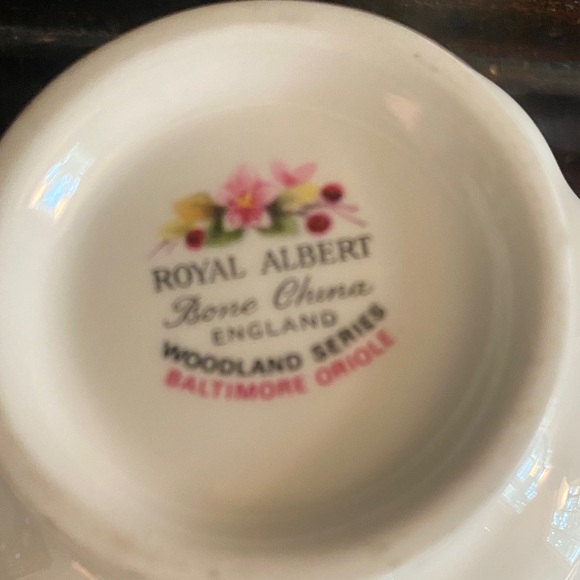 ROYAL ALBERT
Bone China
ENGLAND
WOODLAND SERIES
BALTIMORE ORIOLE